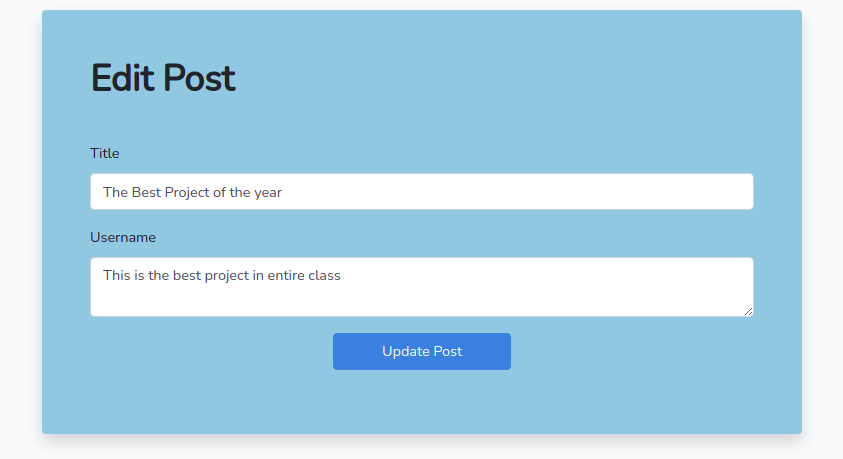 Edit Post
Title
The Best Project of the year
Username
This is the best project in entire class
Update Post